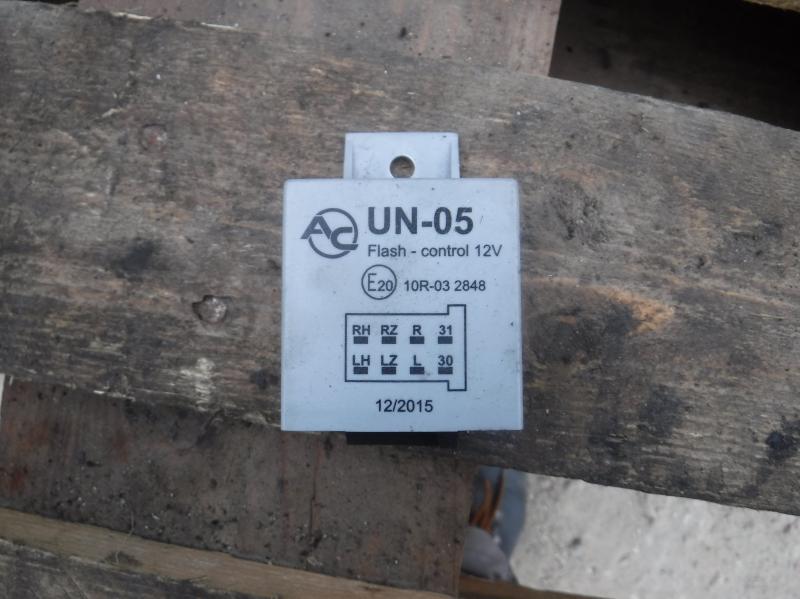 AC UN-05
Flash - control 12V
E20 10R-03 2848
RH RZ R 31
LH LZ L 30
12/2015